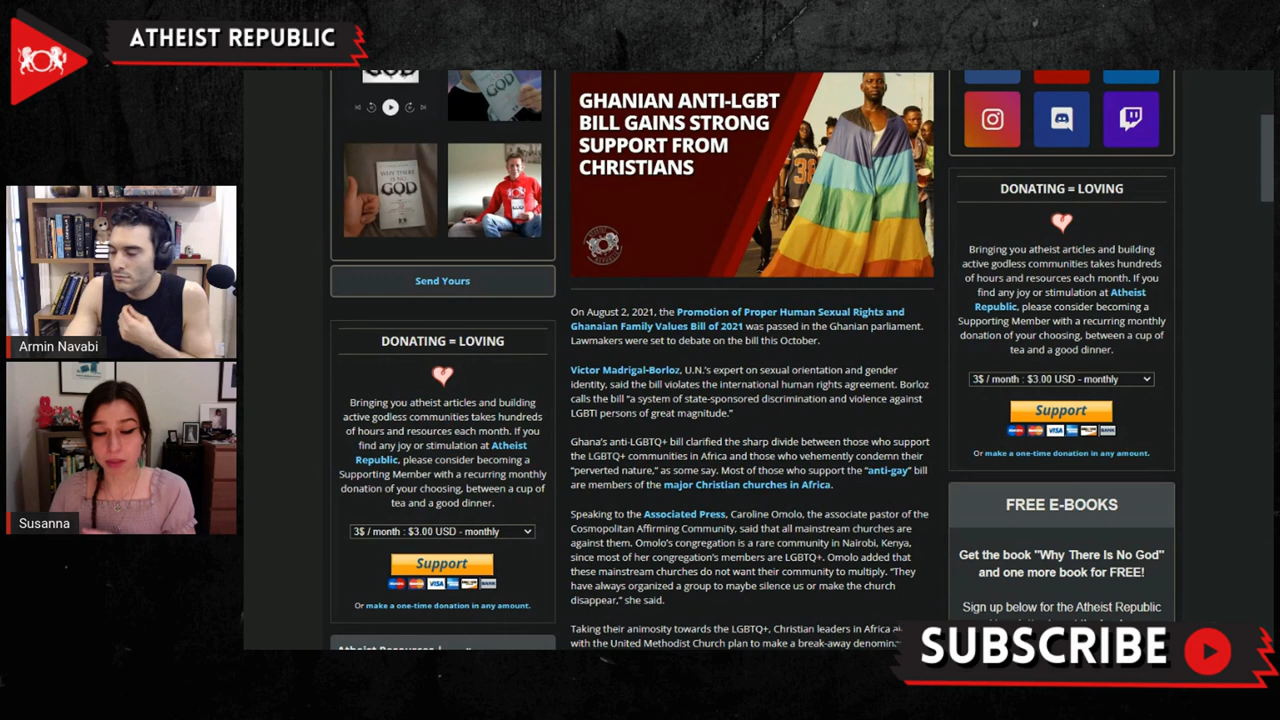 ATHEIST REPUBLIC
GOD
GOD
WHY THERE
IS NO
GOD
Send Yours
DONATING = LOVING
Bringing you atheist articles and building
active godless communities takes hundreds
of hours and resources each month. If you
find any joy or stimulation at Atheist
Republic, please consider becoming a
Supporting Member with a recurring monthly
donation of your choosing, between a cup of
tea and a good dinner.
3$ / month : $3.00 USD - monthly
Support
VISA
BANK
Or make a one-time donation in any amount.
GHANIAN ANTI-LGBT
BILL GAINS STRONG
SUPPORT FROM
CHRISTIANS
On August 2, 2021, the Promotion of Proper Human Sexual Rights and
Ghanaian Family Values Bill of 2021 was passed in the Ghanian parliament.
Lawmakers were set to debate on the bill this October.
Victor Madrigal-Borloz, U.N.'s expert on sexual orientation and gender
identity, said the bill violates the international human rights agreement. Borloz
calls the bill "a system of state-sponsored discrimination and violence against
LGBTI persons of great magnitude."
Ghana's anti-LGBTQ+ bill clarified the sharp divide between those who support
the LGBTQ+ communities in Africa and those who vehemently condemn their
"perverted nature," as some say. Most of those who support the "anti-gay" bill
are members of the major Christian churches in Africa.
Speaking to the Associated Press, Caroline Omolo, the associate pastor of the
Cosmopolitan Affirming Community, said that all mainstream churches are
against them. Omolo's congregation is a rare community in Nairobi, Kenya,
since most of her congregation's members are LGBTQ+. Omolo added that
these mainstream churches do not want their community to multiply. "They
have always organized a group to maybe silence us or make the church
disappear," she said.
Taking their animosity towards the LGBTQ+, Christian leaders in Africa
with the United Methodist Church plan to make a break-away
DONATING = LOVING
Bringing you atheist articles and building
active godless communities takes hundreds
of hours and resources each month. If you
find any joy or stimulation at Atheist
Republic, please consider becoming a
Supporting Member with a recurring monthly
donation of your choosing, between a cup of
tea and a good dinner.
3$ / month : $3.00 USD - monthly
Support
VISA
BANK
Or make a one-time donation in any amount.
FREE E-BOOKS
Get the book "Why There Is No God"
and one more book for FREE!
Sign up below for the Atheist Republic
Armin Navabi
Susanna
SUBSCRIBE